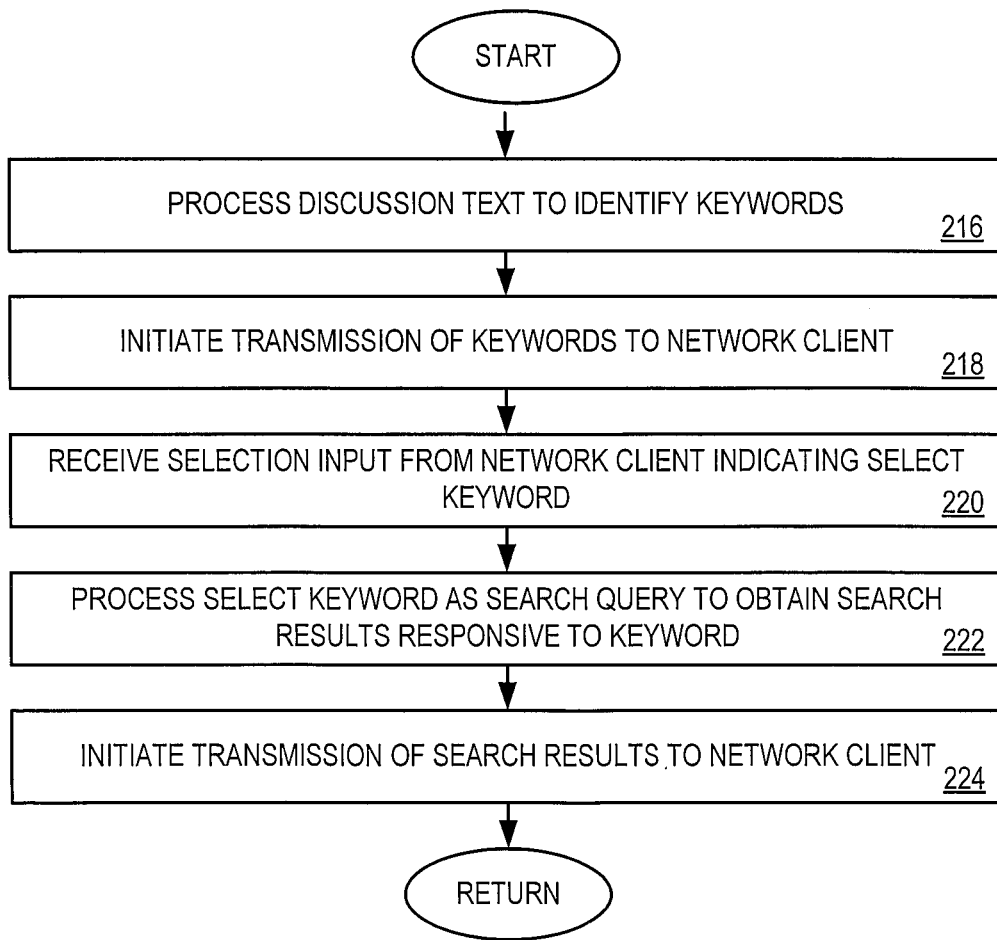 START
PROCESS DISCUSSION TEXT TO IDENTIFY KEYWORDS
216
INITIATE TRANSMISSION OF KEYWORDS TO NETWORK CLIENT
218
RECEIVE SELECTION INPUT FROM NETWORK CLIENT INDICATING SELECT
KEYWORD
220
PROCESS SELECT KEYWORD AS SEARCH QUERY TO OBTAIN SEARCH
RESULTS RESPONSIVE TO KEYWORD
222
INITIATE TRANSMISSION OF SEARCH RESULTS TO NETWORK CLIENT
224
RETURN